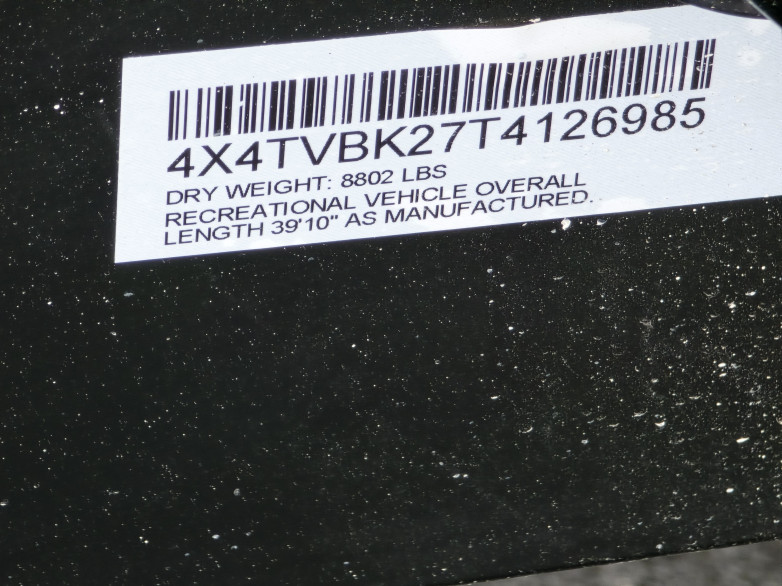 4X4TVBK27T4126985
DRY WEIGHT: 8802 LBS
RECREATIONAL VEHICLE OVERALL
LENGTH 39'10" AS MANUFACTURED.